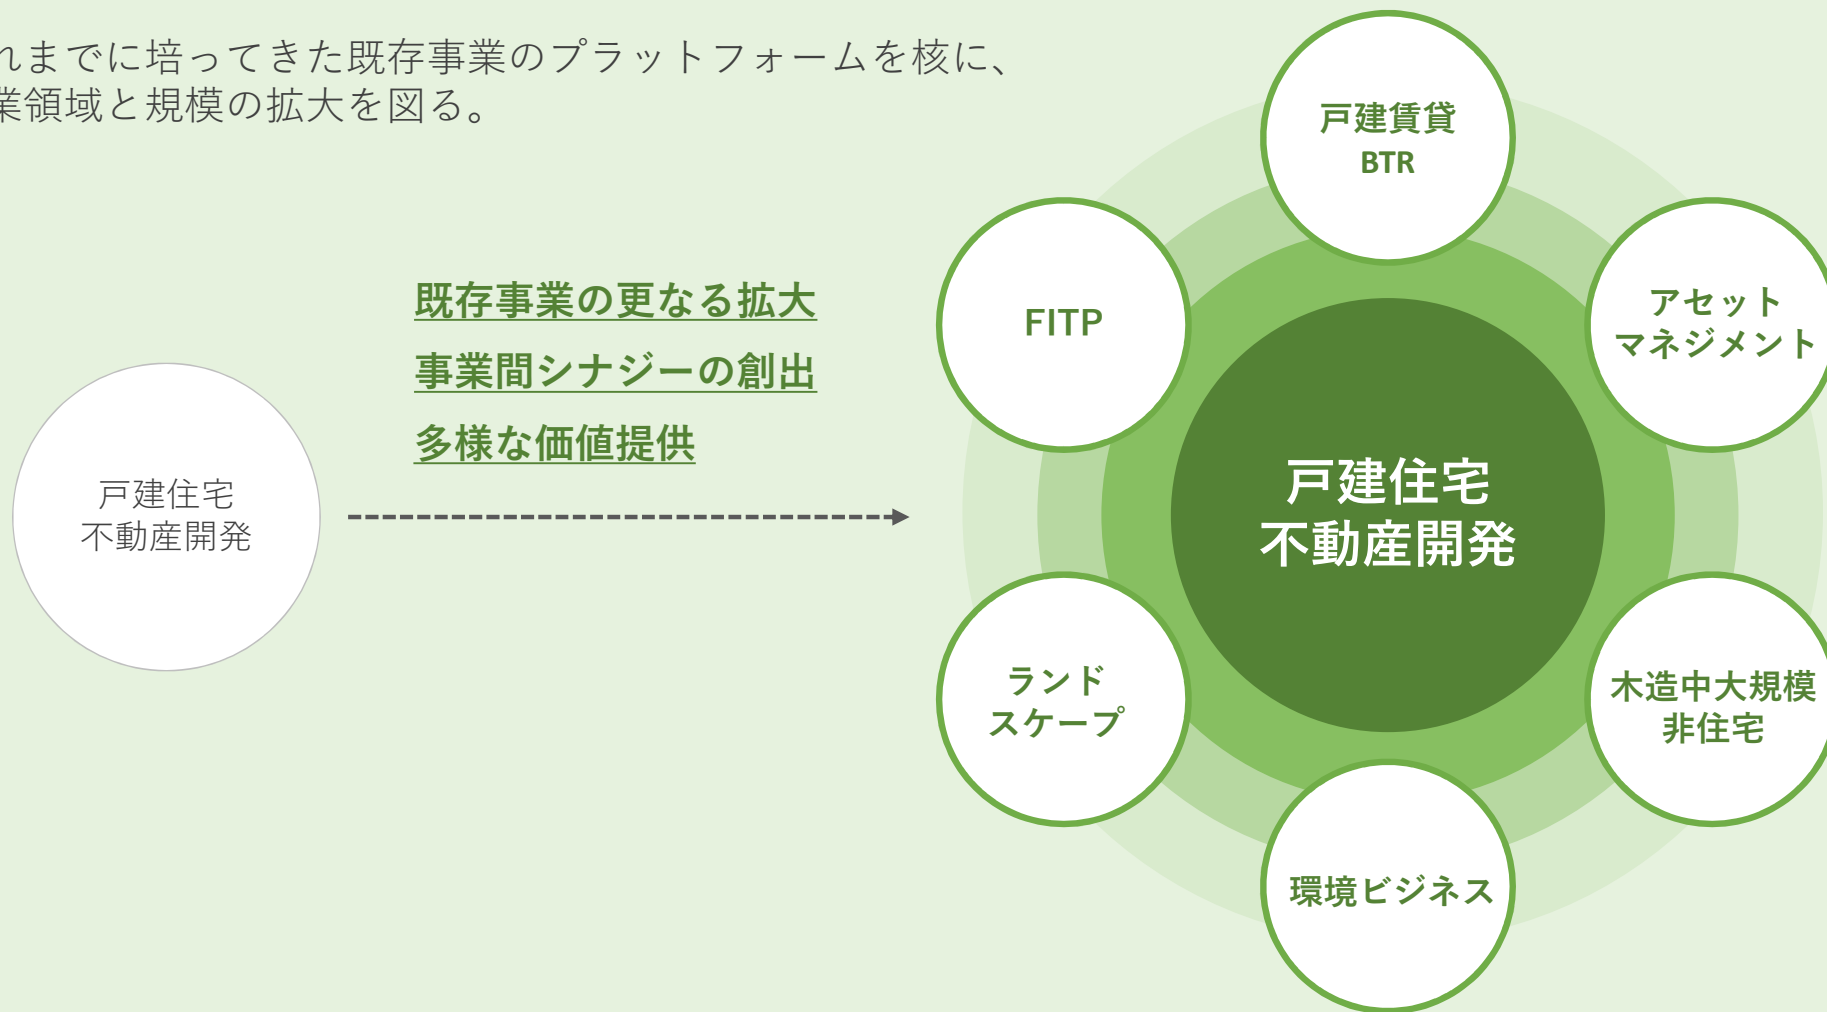 れまでに培ってきた既存事業のプラットフォームを核に、
業領域と規模の拡大を図る。
既存事業の更なる拡大
事業間シナジーの創出
多様な価値提供
戸建住宅
不動産開発
戸建賃貸
BTR
FITP
アセット
マネジメント
戸建住宅
不動産開発
ランド
スケープ
木造中大規模
非住宅
環境ビジネス